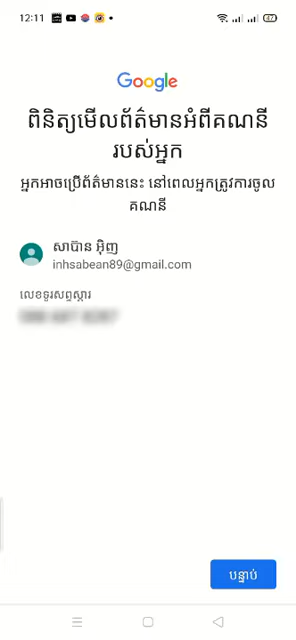 12:11
47
Google
ពិនិត្យមើលព័ត៌មានអំពីគណនី
របស់អ្នក
អ្នកអាចប្រើព័ត៌មាននេះ នៅពេលអ្នកត្រូវការចូល
គណនី
សាប៊ាន អ៊ិញ
inhsabean89@gmail.com
លេខទូរសព្ទស្តារ
បន្ទាប់